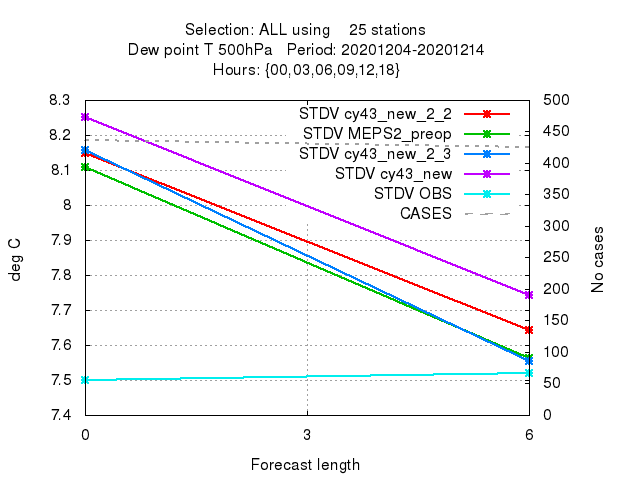 Selection: ALL using    25 stations
Dew point T 500hPa   Period: 20201204-20201214
Hours: {00,03,06,09,12,18}
8.3
8.2
8.1
8
7.9
7.8
7.7
7.6
7.5
7.4
deg C
STDV cy43_new_2_2
STDV MEPS2_preop
STDV cy43_new_2_3
STDV cy43_new
STDV OBS
CASES
500
450
400
350
300
250
200
150
100
50
0
No cases
0 3 6
Forecast length